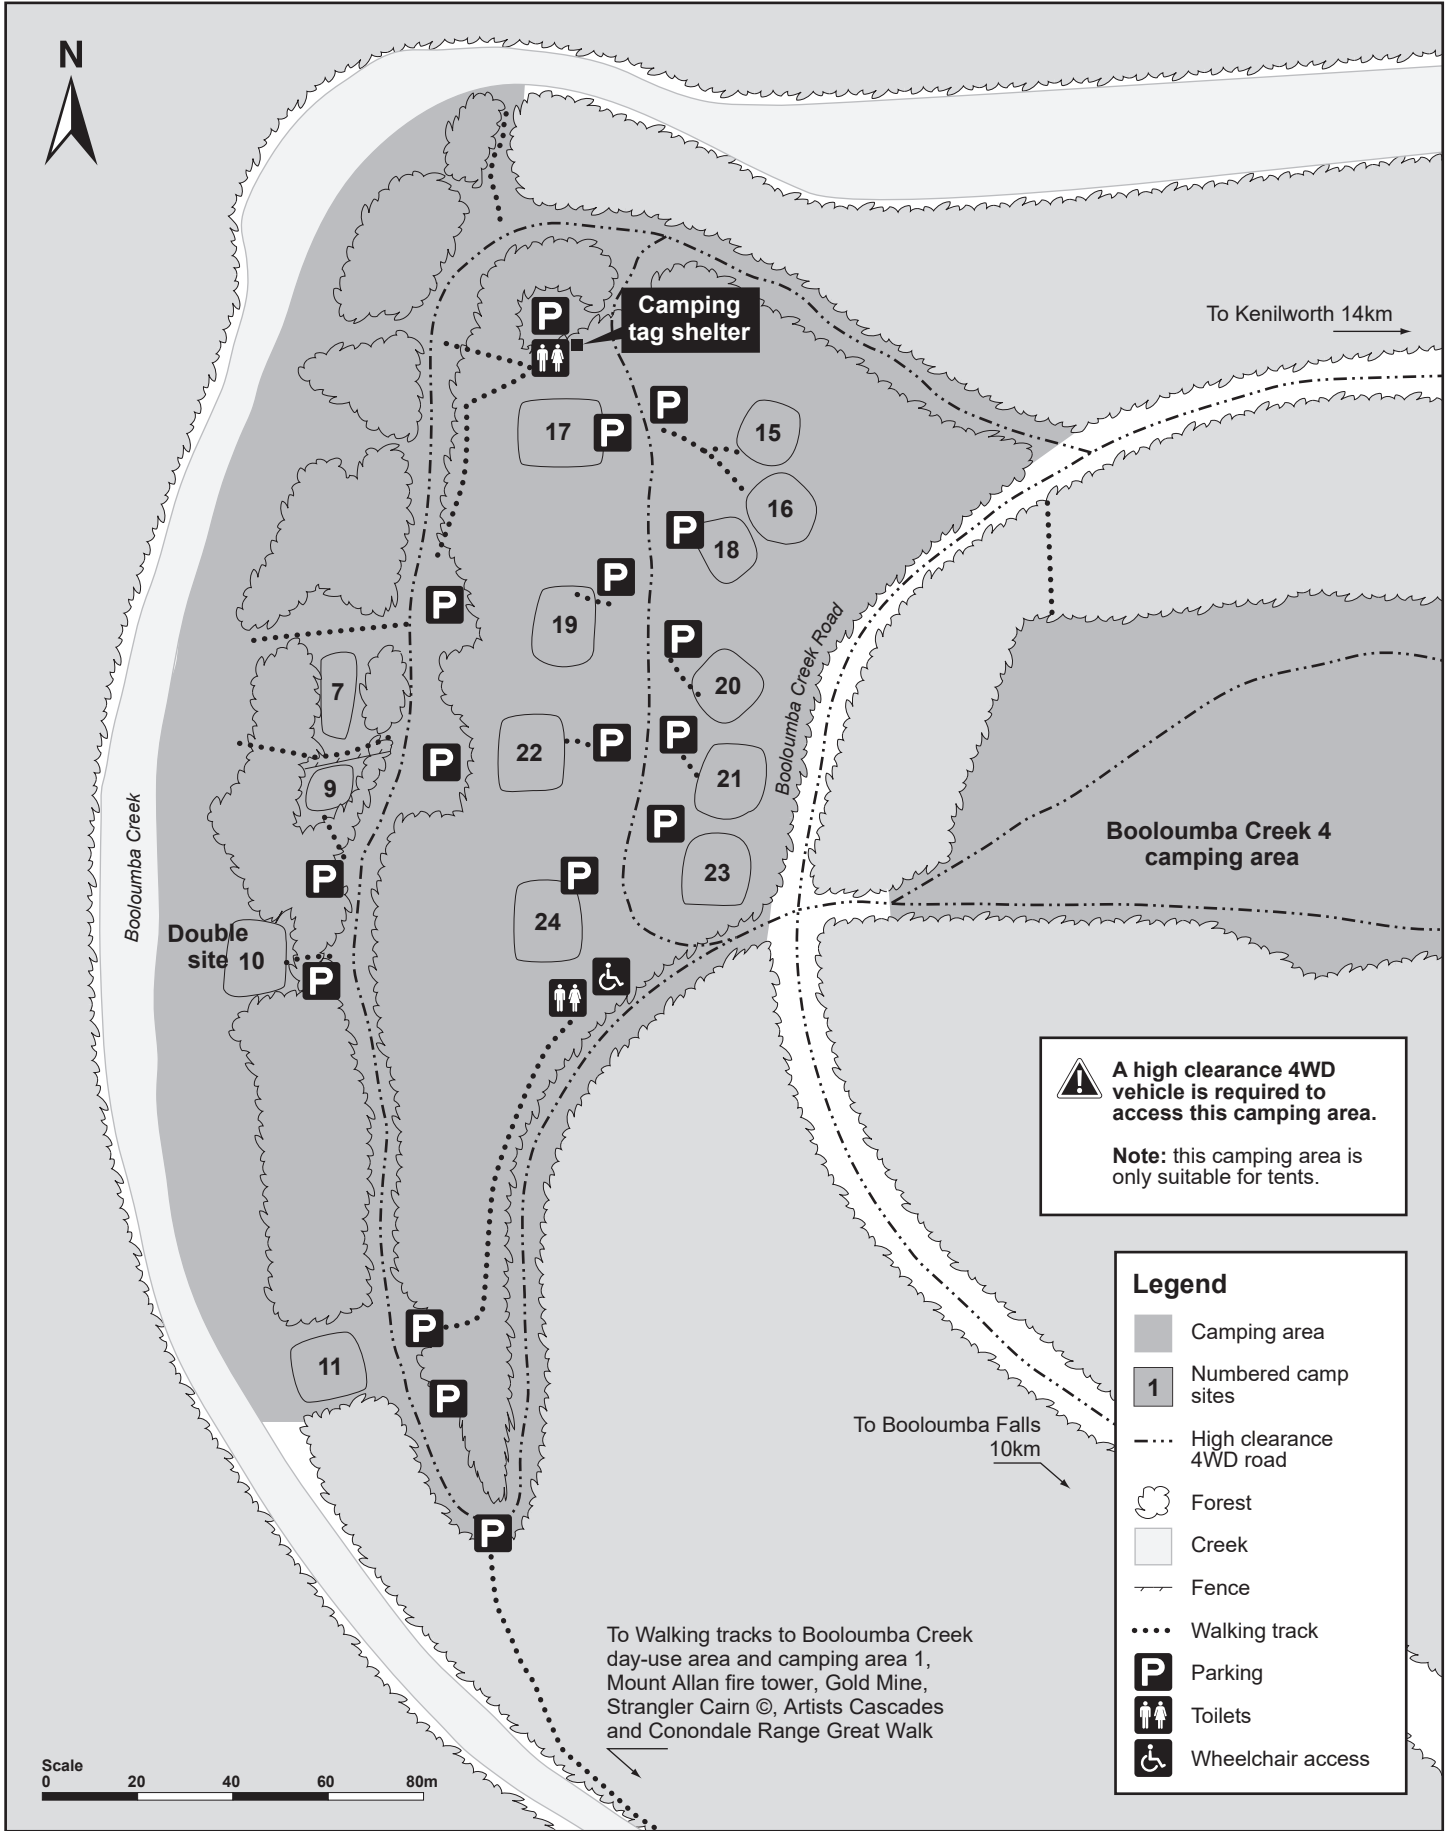 N
P
Camping
tag shelter
To Kenilworth 14km
P
17
P
15
16
P
18
P
19
P
P
20
7
P
22
P
P
21
9
P
Booloumba Creek Road
Booloumba Creek 4
camping area
Booloumba Creek
P
P
23
24
Double
site 10
P
A high clearance 4WD
vehicle is required to
access this camping area.
Note: this camping area is
only suitable for tents.
P
11
P
P
To Booloumba Falls
10km
Legend
Camping area
1 Numbered camp
sites
High clearance
4WD road
Forest
Creek
Fence
Walking track
P Parking
Toilets
Wheelchair access
To Walking tracks to Booloumba Creek
day-use area and camping area 1,
Mount Allan fire tower, Gold Mine,
Strangler Cairn ©, Artists Cascades
and Conondale Range Great Walk
Scale
0 20 40 60 80m